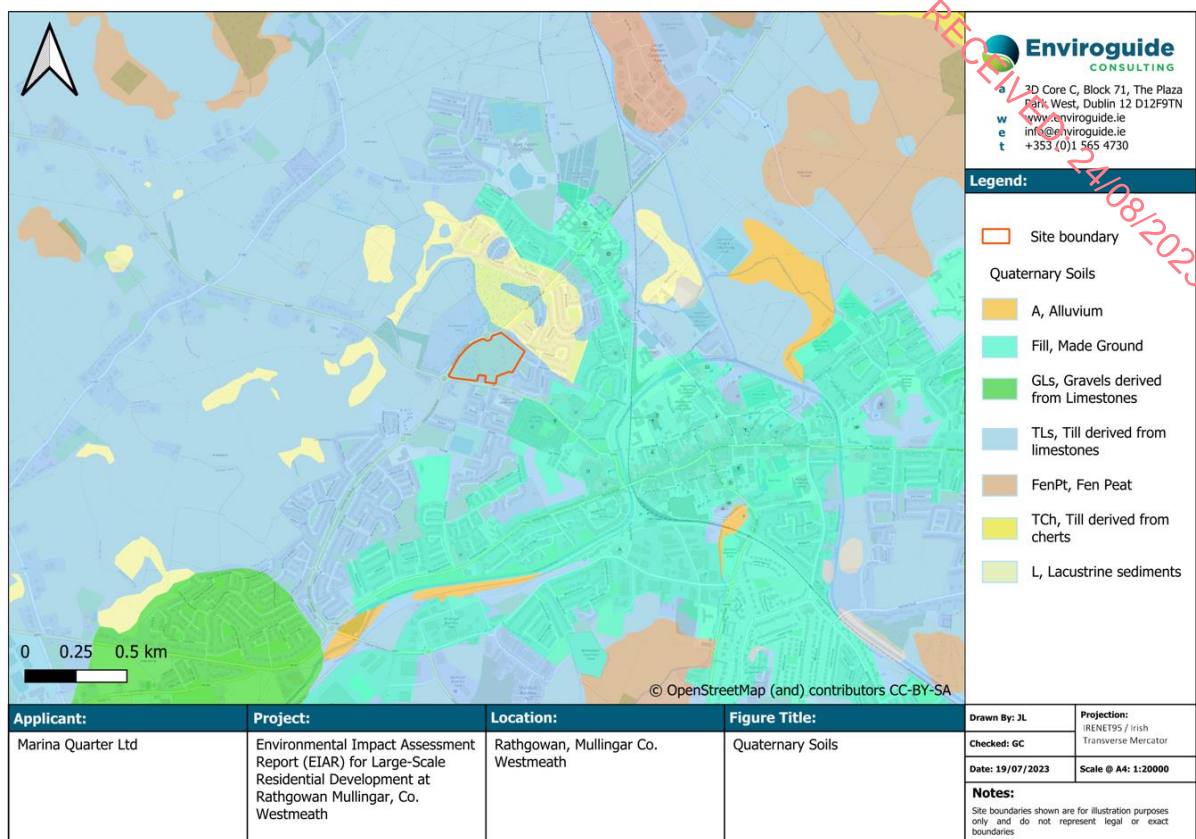 Enviroguide
CONSULTING
a 3D Core C, Block 71, The Plaza
Park West, Dublin 12 D12F9TN
w www.enviroguide.ie
e info@enviroguide.ie
t +353 (0)1 565 4730
RECEIVED: 24/08/2023
Legend:
Site boundary
Quaternary Soils
A, Alluvium
Fill, Made Ground
GLs, Gravels derived
from Limestones
TLs, Till derived from
limestones
FenPt, Fen Peat
TCh, Till derived from
cherts
L, Lacustrine sediments
0 0.25 0.5 km
© OpenStreetMap (and) contributors CC-BY-SA
Applicant:
Marina Quarter Ltd
Project:
Environmental Impact Assessment
Report (EIAR) for Large-Scale
Residential Development at
Rathgowan Mullingar, Co.
Westmeath
Location:
Rathgowan, Mullingar Co.
Westmeath
Figure Title:
Quaternary Soils
Drawn By: JL
Checked: GC
Date: 19/07/2023
Projection:
IRENET95 / Irish
Transverse Mercator
Scale @ A4: 1:20000
Notes:
Site boundaries shown are for illustration purposes
only and do not represent legal or exact
boundaries